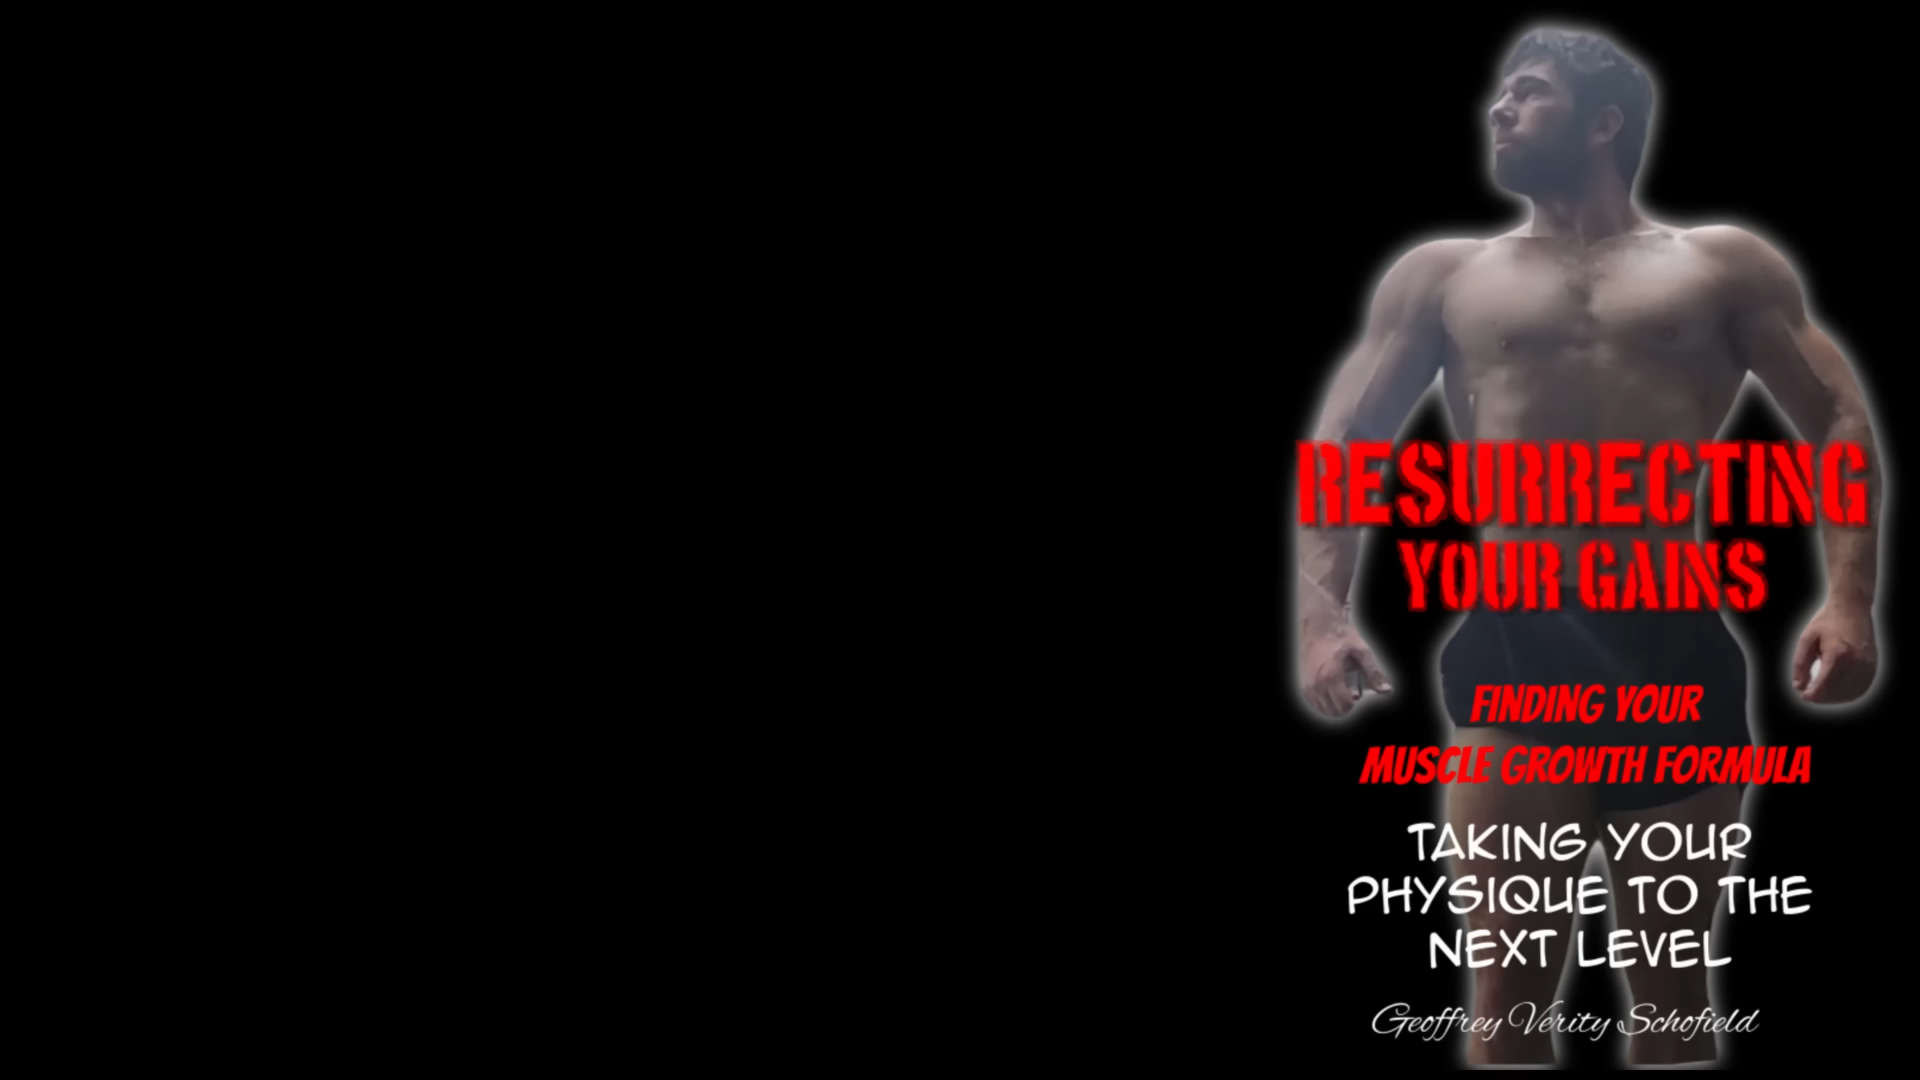 RESURRECTING
YOUR GAINS
FINDING YOUR
MUSCLE GROWTH FORMULA
TAKING YOUR
PHYSIQUE TO THE
NEXT LEVEL
Geoffrey Verity Schofield